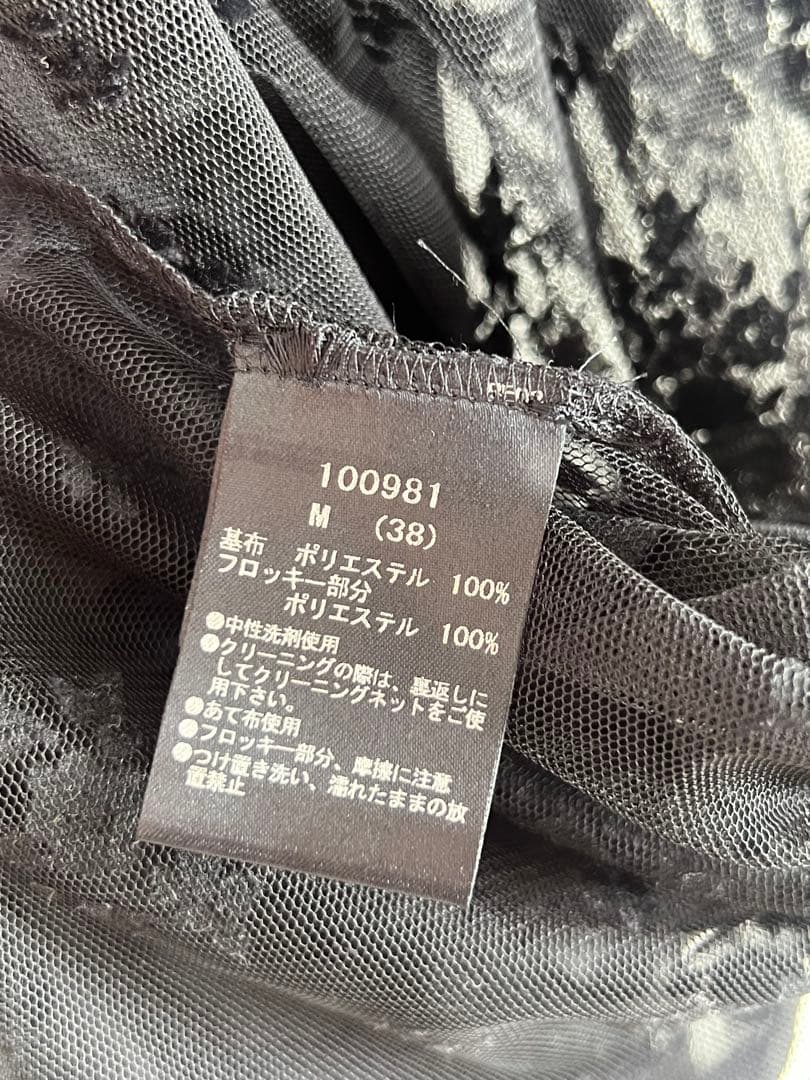 100981
M (38)
基布 ポリエステル 100%
フロッキー部分
ポリエステル 100%
●中性洗剤使用
●クリーニングの際は、裏返しに
してクリーニングネットをご使
用下さい。
●あて布使用
●フロッキー部分、摩擦に注意
●つけ置き洗い、濡れたままの放
置禁止